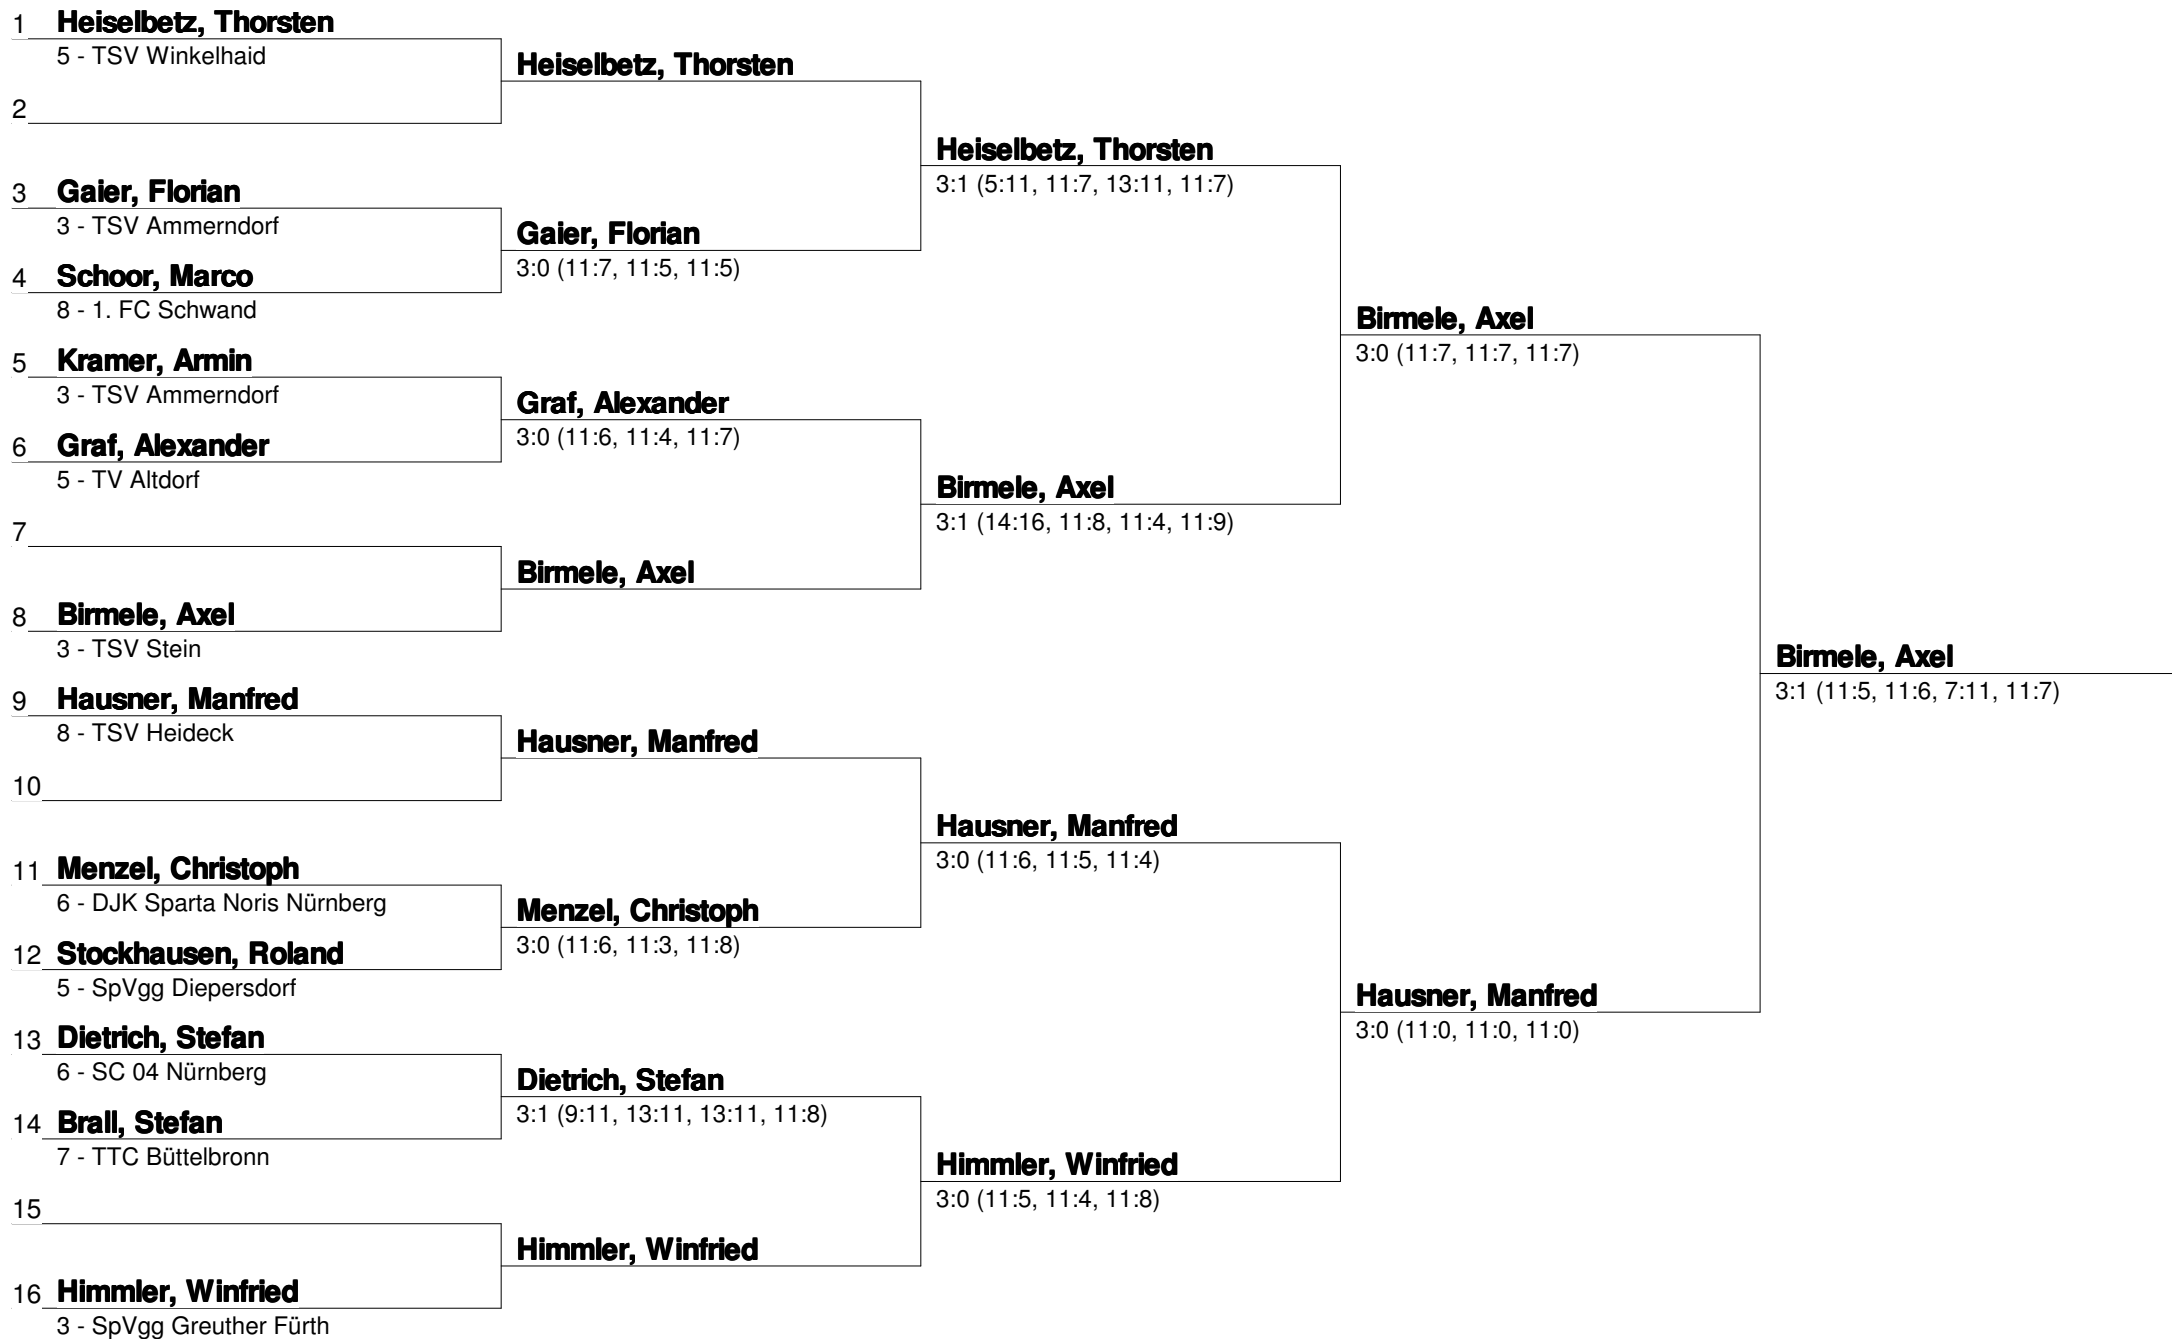 1 Heiselbetz, Thorsten
5 - TSV Winkelhaid
2
3 Gaier, Florian
3 - TSV Ammerndorf
4 Schoor, Marco
8 - 1. FC Schwand
5 Kramer, Armin
3 - TSV Ammerndorf
6 Graf, Alexander
5 - TV Altdorf
7
8 Birmele, Axel
3 - TSV Stein
9 Hausner, Manfred
8 - TSV Heideck
10
11 Menzel, Christoph
6 - DJK Sparta Noris Nürnberg
12 Stockhausen, Roland
5 - SpVgg Diepersdorf
13 Dietrich, Stefan
6 - SC 04 Nürnberg
14 Brall, Stefan
7 - TTC Büttelbronn
15
16 Himmler, Winfried
3 - SpVgg Greuther Fürth
Heiselbetz, Thorsten
Gaier, Florian
3:0 (11:7, 11:5, 11:5)
Graf, Alexander
3:0 (11:6, 11:4, 11:7)
Birmele, Axel
Hausner, Manfred
Menzel, Christoph
3:0 (11:6, 11:3, 11:8)
Dietrich, Stefan
3:1 (9:11, 13:11, 13:11, 11:8)
Himmler, Winfried
Heiselbetz, Thorsten
3:1 (5:11, 11:7, 13:11, 11:7)
Birmele, Axel
3:1 (14:16, 11:8, 11:4, 11:9)
Hausner, Manfred
3:0 (11:6, 11:5, 11:4)
Himmler, Winfried
3:0 (11:5, 11:4, 11:8)
Birmele, Axel
3:0 (11:7, 11:7, 11:7)
Hausner, Manfred
3:0 (11:0, 11:0, 11:0)
Birmele, Axel
3:1 (11:5, 11:6, 7:11, 11:7)